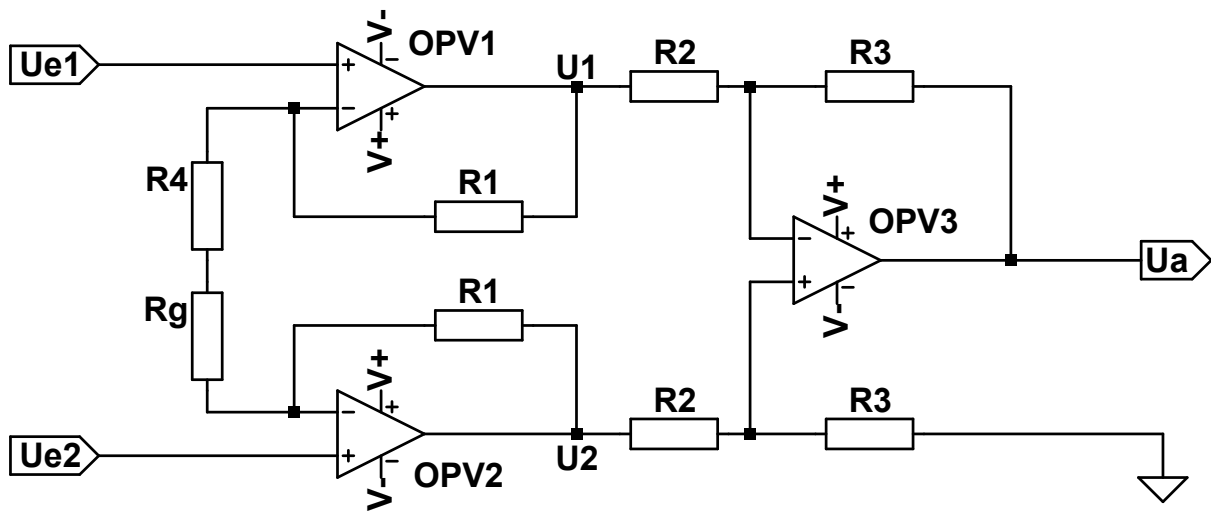 V-
OPV1
Ue1
U1
R2
R3
V+
R4
R1
V+
OPV3
Ua
Rg
R1
V-
V+
R2
R3
Ue2
U2
OPV2
V-